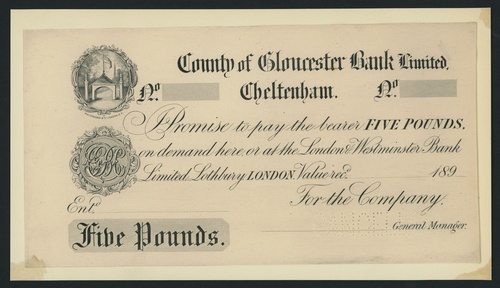 County of Gloucester Bank Limited,
Cheltenham.
No. No.
I Promise to pay the bearer FIVE POUNDS,
on demand here, or at the London & Westminster Bank
Limited, Lothbury LONDON. Value recd. 189
For the Company.
Entd.
Five Pounds.
General Manager.